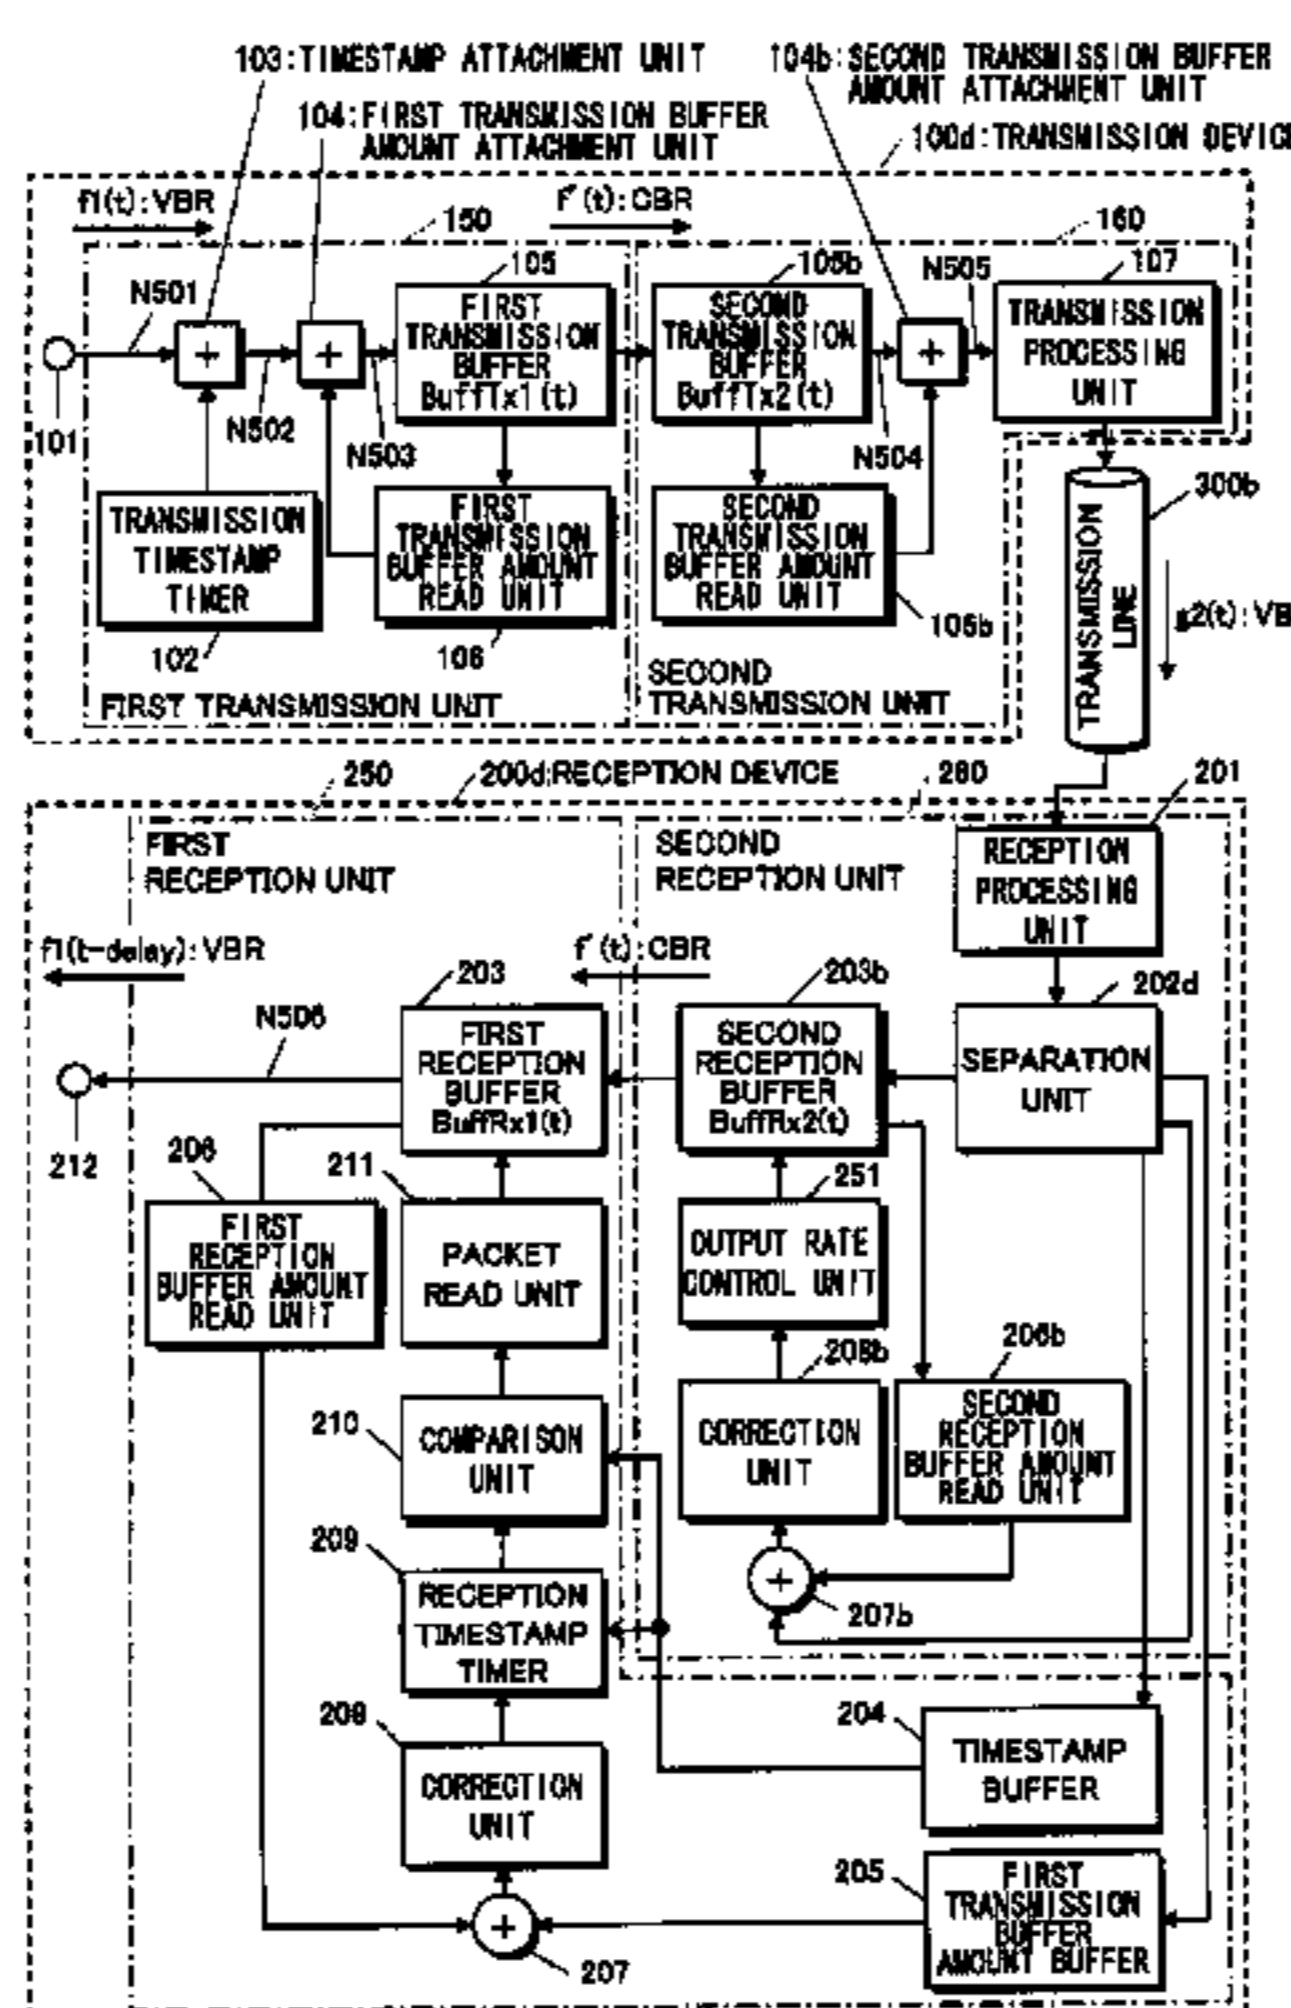 103:TIMESTAMP ATTACHMENT UNIT
104b:SECOND TRANSMISSION BUFFER
AMOUNT ATTACHMENT UNIT
104:FIRST TRANSMISSION BUFFER
AMOUNT ATTACHMENT UNIT
100d:TRANSMISSION DEVICE
f1(t):VBR
f'(t):CBR
150
160
N501
105
FIRST
TRANSMISSION
BUFFER
BuffTx1(t)
105b
SECOND
TRANSMISSION
BUFFER
BuffTx2(t)
N505
107
TRANSMISSION
PROCESSING
UNIT
+
+
+
101
N502
N503
N504
TRANSMISSION
TIMESTAMP
TIMER
102
FIRST
TRANSMISSION
BUFFER AMOUNT
READ UNIT
106
SECOND
TRANSMISSION
BUFFER AMOUNT
READ UNIT
106b
300b
TRANSMISSION
LINE
g2(t):VB
FIRST TRANSMISSION UNIT
SECOND
TRANSMISSION UNIT
250
200d:RECEPTION DEVICE
260
201
FIRST
RECEPTION UNIT
SECOND
RECEPTION UNIT
RECEPTION
PROCESSING
UNIT
f1(t-delay):VBR
f'(t):CBR
203
203b
202d
N506
FIRST
RECEPTION
BUFFER
BuffRx1(t)
SECOND
RECEPTION
BUFFER
BuffRx2(t)
SEPARATION
UNIT
212
206
211
251
FIRST
RECEPTION
BUFFER AMOUNT
READ UNIT
PACKET
READ UNIT
OUTPUT RATE
CONTROL UNIT
208b
206b
210
COMPARISON
UNIT
CORRECTION
UNIT
SECOND
RECEPTION
BUFFER AMOUNT
READ UNIT
209
RECEPTION
TIMESTAMP
TIMER
+
207b
208
CORRECTION
UNIT
204
TIMESTAMP
BUFFER
205
FIRST
TRANSMISSION
BUFFER
AMOUNT BUFFER
+
207